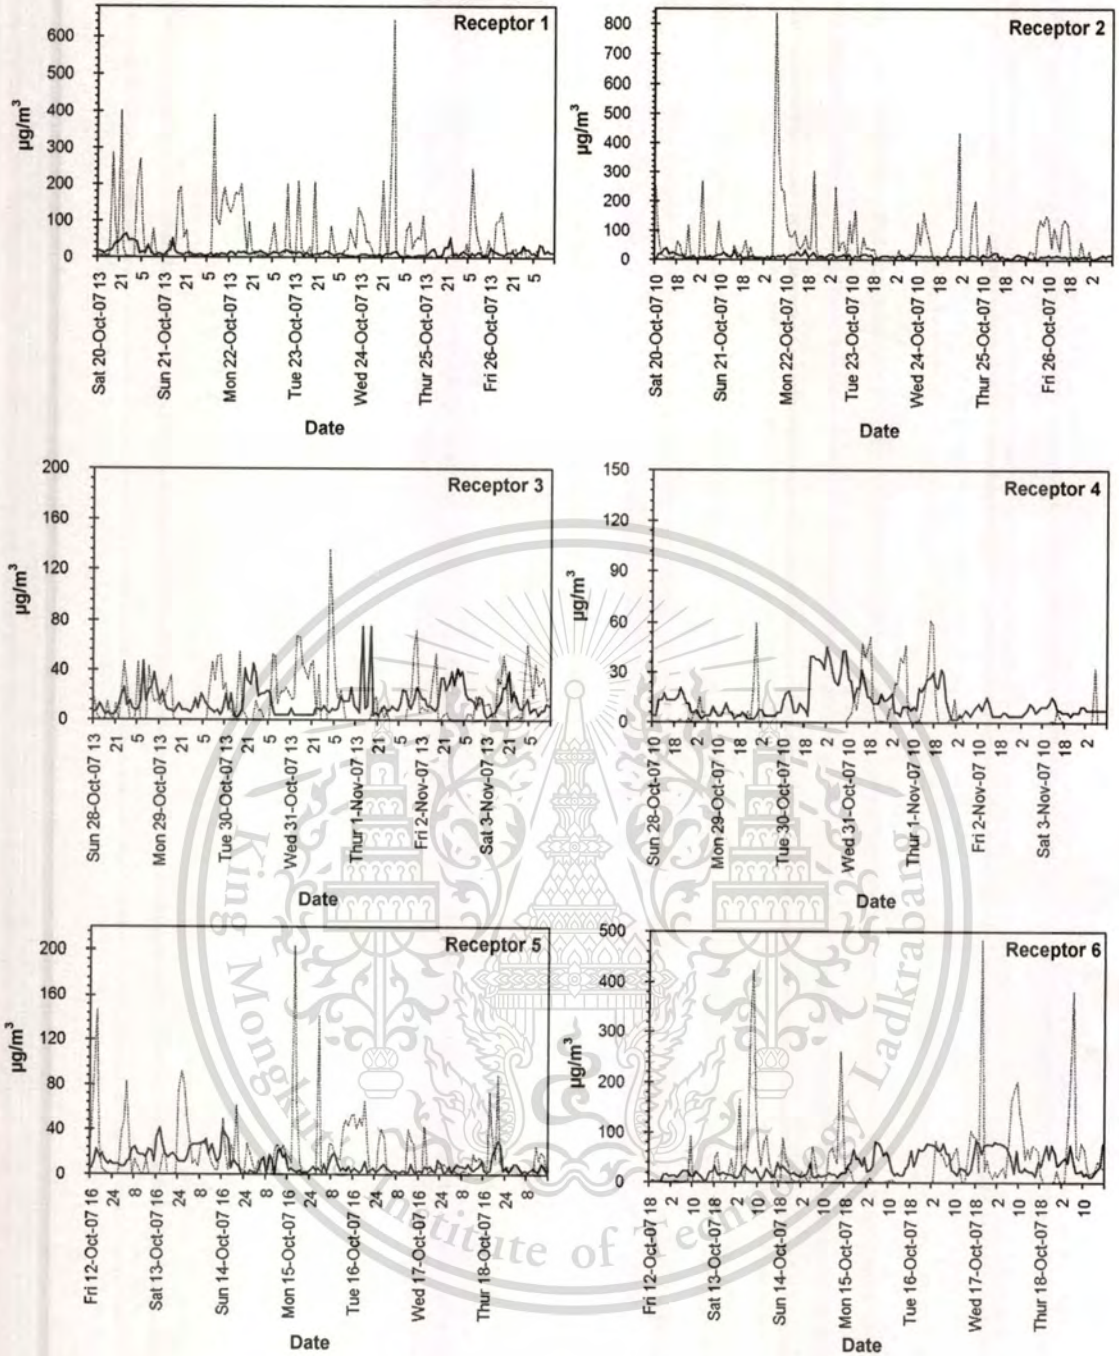 Receptor 1
µg/m³
600
500
400
300
200
100
0
Sat 20-Oct-07 13
21
5
Sun 21-Oct-07 13
21
5
Mon 22-Oct-07 13
21
5
Tue 23-Oct-07 13
21
5
Wed 24-Oct-07 13
21
5
Thur 25-Oct-07 13
21
5
Fri 26-Oct-07 13
21
5
Date
Receptor 2
µg/m³
800
700
600
500
400
300
200
100
0
Sat 20-Oct-07 10
18
2
Sun 21-Oct-07 10
18
2
Mon 22-Oct-07 10
18
2
Tue 23-Oct-07 10
18
2
Wed 24-Oct-07 10
18
2
Thur 25-Oct-07 10
18
2
Fri 26-Oct-07 10
18
2
Date
Receptor 3
µg/m³
200
160
120
80
40
0
Sun 28-Oct-07 13
21
5
Mon 29-Oct-07 13
21
5
Tue 30-Oct-07 13
21
5
Wed 31-Oct-07 13
21
5
Thur 1-Nov-07 13
21
5
Fri 2-Nov-07 13
21
5
Sat 3-Nov-07 13
21
5
Date
Receptor 4
µg/m³
150
120
90
60
30
0
Sun 28-Oct-07 10
18
2
Mon 29-Oct-07 10
18
2
Tue 30-Oct-07 10
18
2
Wed 31-Oct-07 10
18
2
Thur 1-Nov-07 10
18
2
Fri 2-Nov-07 10
18
2
Sat 3-Nov-07 10
18
2
Date
Receptor 5
µg/m³
200
160
120
80
40
0
Fri 12-Oct-07 16
24
8
Sat 13-Oct-07 16
24
8
Sun 14-Oct-07 16
24
8
Mon 15-Oct-07 16
24
8
Tue 16-Oct-07 16
24
8
Wed 17-Oct-07 16
24
8
Thur 18-Oct-07 16
24
8
Date
Receptor 6
µg/m³
500
400
300
200
100
0
Fri 12-Oct-07 18
2
10
Sat 13-Oct-07 18
2
10
Sun 14-Oct-07 18
2
10
Mon 15-Oct-07 18
2
10
Tue 16-Oct-07 18
2
10
Wed 17-Oct-07 18
2
10
Thur 18-Oct-07 18
2
10
Date
King Mongkut's Institute of Technology Ladkrabang